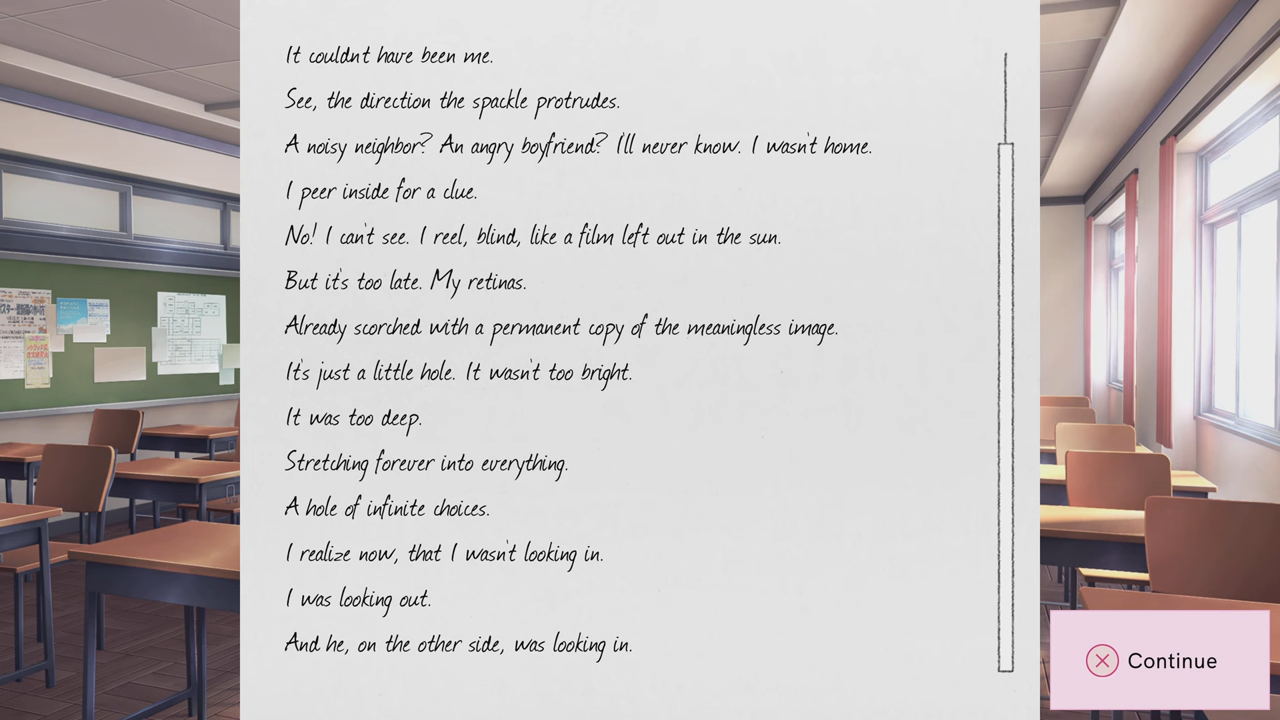 It couldnt have been me.
See, the direction the spackle protrudes.
A noisy neighbor? An angry boyfriend? I'll never know. I wasn't home.
I peer inside for a clue.
No! I can't see. I reel, blind, like a film left out in the sun.
But it's too late. My retinas.
Already scorched with a permanent copy of the meaningless image.
It's just a little hole. It wasn't too bright.
It was too deep.
Stretching forever into everything.
A hole of infinite choices.
I realize now, that I wasn't looking in.
I was looking out.
And he, on the other side, was looking in.
Continue